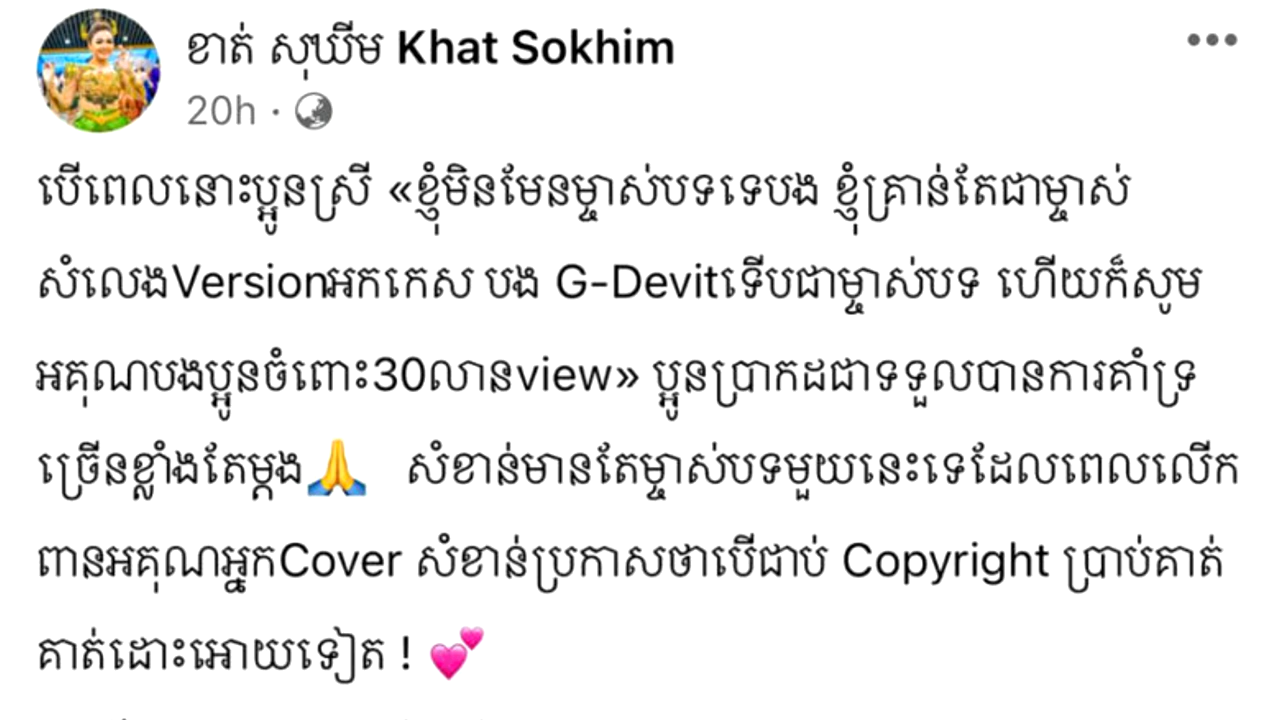 ខាត់ សុឃីម Khat Sokhim
20h ·
បើពេលនោះប្អូនស្រី «ខ្ញុំមិនមែនម្ចាស់បទទេបង ខ្ញុំគ្រាន់តែជាម្ចាស់
សំលេងVersionអកកេស បង G-Devitទើបជាម្ចាស់បទ ហើយក៏សូម
អគុណបងប្អូនចំពោះ30លានview» ប្អូនប្រាកដជាទទួលបានការគាំទ្រ
ច្រើនខ្លាំងតែម្ដង🙏 សំខាន់មានតែម្ចាស់បទមួយនេះទេដែលពេលលើក
ពានអគុណអ្នកCover សំខាន់ប្រកាសថាបើជាប់ Copyright ប្រាប់គាត់
គាត់ដោះអោយទៀត ! 💕